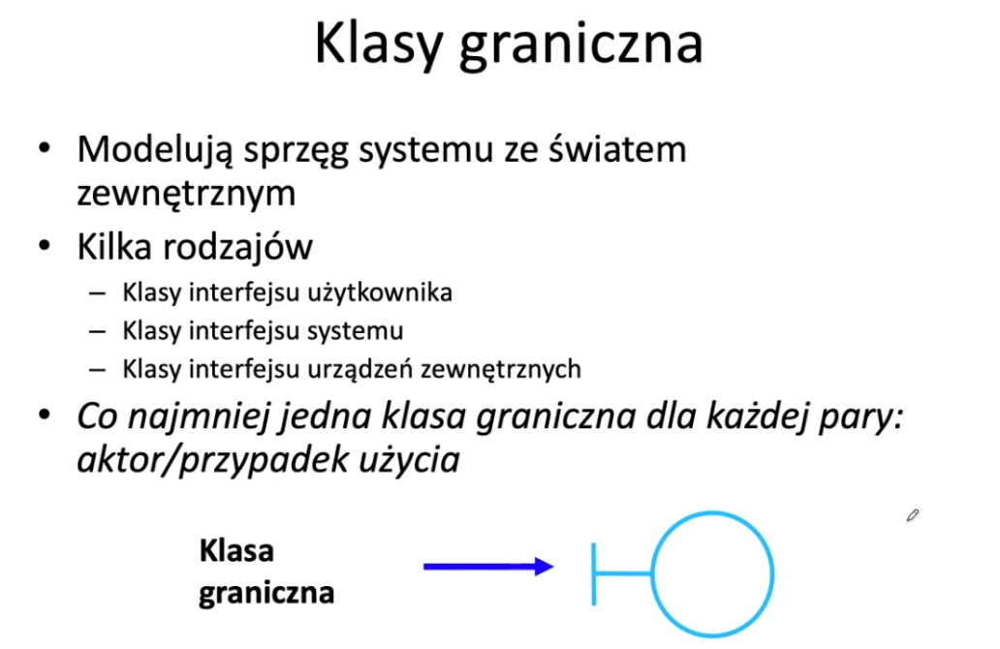 Klasy graniczna
• Modelują sprzęg systemu ze światem
zewnętrznym
• Kilka rodzajów
– Klasy interfejsu użytkownika
– Klasy interfejsu systemu
– Klasy interfejsu urządzeń zewnętrznych
• Co najmniej jedna klasa graniczna dla każdej pary:
aktor/przypadek użycia
Klasa
graniczna